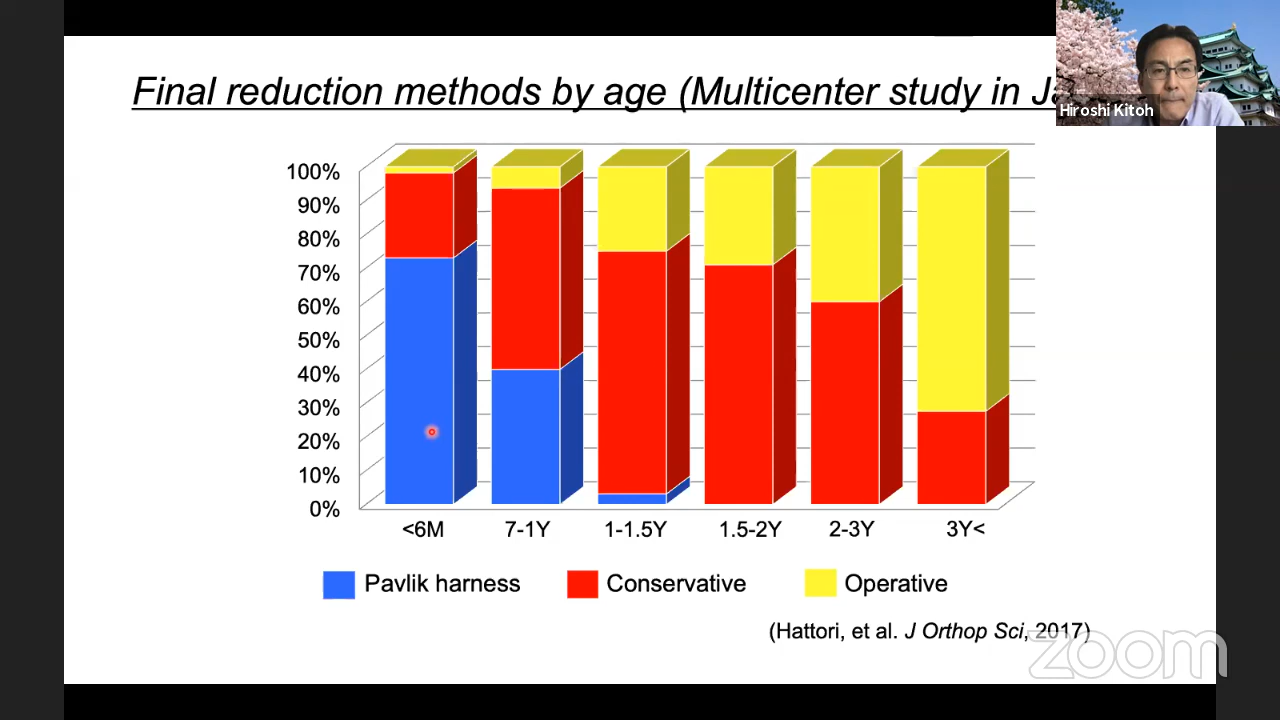 Final reduction methods by age (Multicenter study in
Hiroshi Kitoh
100%
90%
80%
70%
60%
50%
40%
30%
20%
10%
0%
<6M 7-1Y 1-1.5Y 1.5-2Y 2-3Y 3Y<
Pavlik harness Conservative Operative
(Hattori, et al. J Orthop Sci, 2017)
zoom